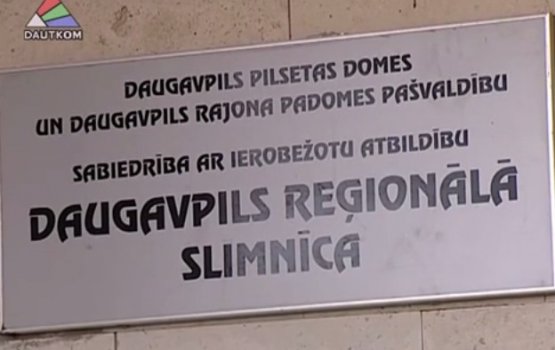 DAUTKOM
DAUGAVPILS PILSETAS DOMES
UN DAUGAVPILS RAJONA PADOMES PAŠVALDĪBU
SABIEDRĪBA AR IEROBEŽOTU ATBILDĪBU
DAUGAVPILS REĢIONĀLĀ
SLIMNĪCA